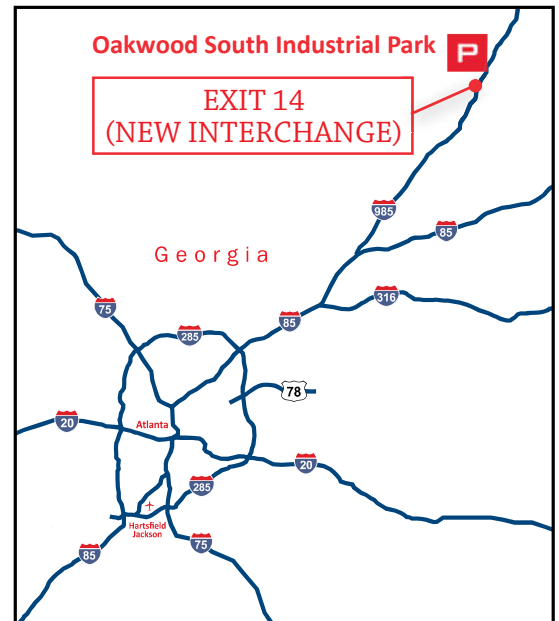 Oakwood South Industrial Park
P
EXIT 14
(NEW INTERCHANGE)
985
85
Georgia
316
75
285
85
78
20
Atlanta
20
285
Hartsfield
Jackson
85
75